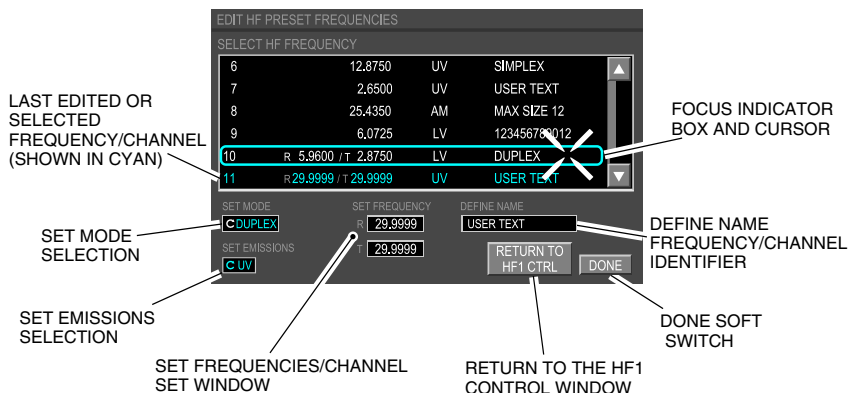 EDIT HF PRESET FREQUENCIES
SELECT HF FREQUENCY
6 12.8750 UV SIMPLEX
7 2.6500 UV USER TEXT
8 25.4350 AM MAX SIZE 12
9 6.0725 LV 123456789012
10 R 5.9600 / T 2.8750 LV DUPLEX
11 R 29.9999 / T 29.9999 UV USER TEXT
SET MODE
C DUPLEX
SET EMISSIONS
C UV
SET FREQUENCY
R 29.9999
T 29.9999
DEFINE NAME
USER TEXT
RETURN TO
HF1 CTRL
DONE
LAST EDITED OR
SELECTED
FREQUENCY/CHANNEL
(SHOWN IN CYAN)
SET MODE
SELECTION
SET EMISSIONS
SELECTION
SET FREQUENCIES/CHANNEL
SET WINDOW
RETURN TO THE HF1
CONTROL WINDOW
FOCUS INDICATOR
BOX AND CURSOR
DEFINE NAME
FREQUENCY/CHANNEL
IDENTIFIER
DONE SOFT
SWITCH